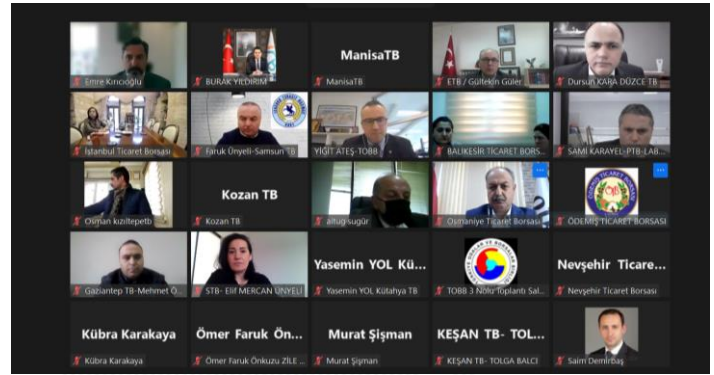 Emre Kırıcıoğlu
BURAK YILDIRIM
ManisaTB
ManisaTB
ETB / Gültekin Güler
Dursun KARA DÜZCE TB
İstanbul Ticaret Borsası
Faruk Ünyeli-Samsun TB
YİĞİT ATEŞ-TOBB
BALIKESİR TİCARET BORS...
SAMİ KARAYEL-PTB-LAB...
Osman kızıltepetb
Kozan TB
Kozan TB
altug sugür
Osmaniye Ticaret Borsası
ÖDEMİŞ TİCARET BORSASI
Gaziantep TB-Mehmet Ö...
STB- Elif MERCAN ÜNYELİ
Yasemin YOL Kü...
Yasemin YOL Kütahya TB
TOBB 3 Nolu Toplantı Sal...
Nevşehir Ticare...
Nevşehir Ticaret Borsası
Kübra Karakaya
Kübra Karakaya
Ömer Faruk Ön...
Ömer Faruk Önkuzu ZİLE ...
Murat Şişman
Murat Şişman
KEŞAN TB- TOL...
KEŞAN TB- TOLGA BALCI
Saim Demirbaş